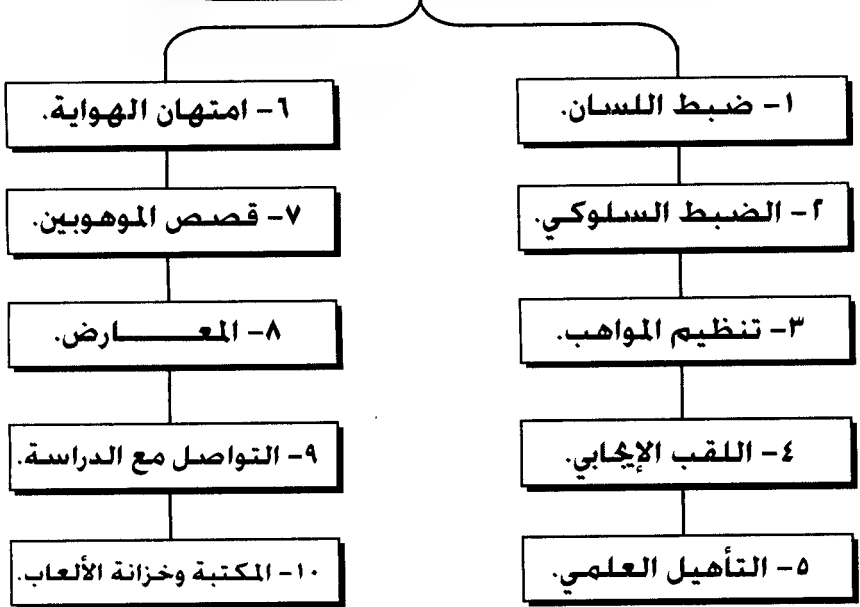 ١- ضبط اللسان.
٢- الضبط السلوكي.
٣- تنظيم المواهب.
٤- اللقب الإيجابي.
٥- التأهيل العلمي.
٦- امتهان الهواية.
٧- قصص الموهوبين.
٨- المعـــــــــارض.
٩- التواصل مع الدراسة.
١٠- المكتبة وخزانة الألعاب.